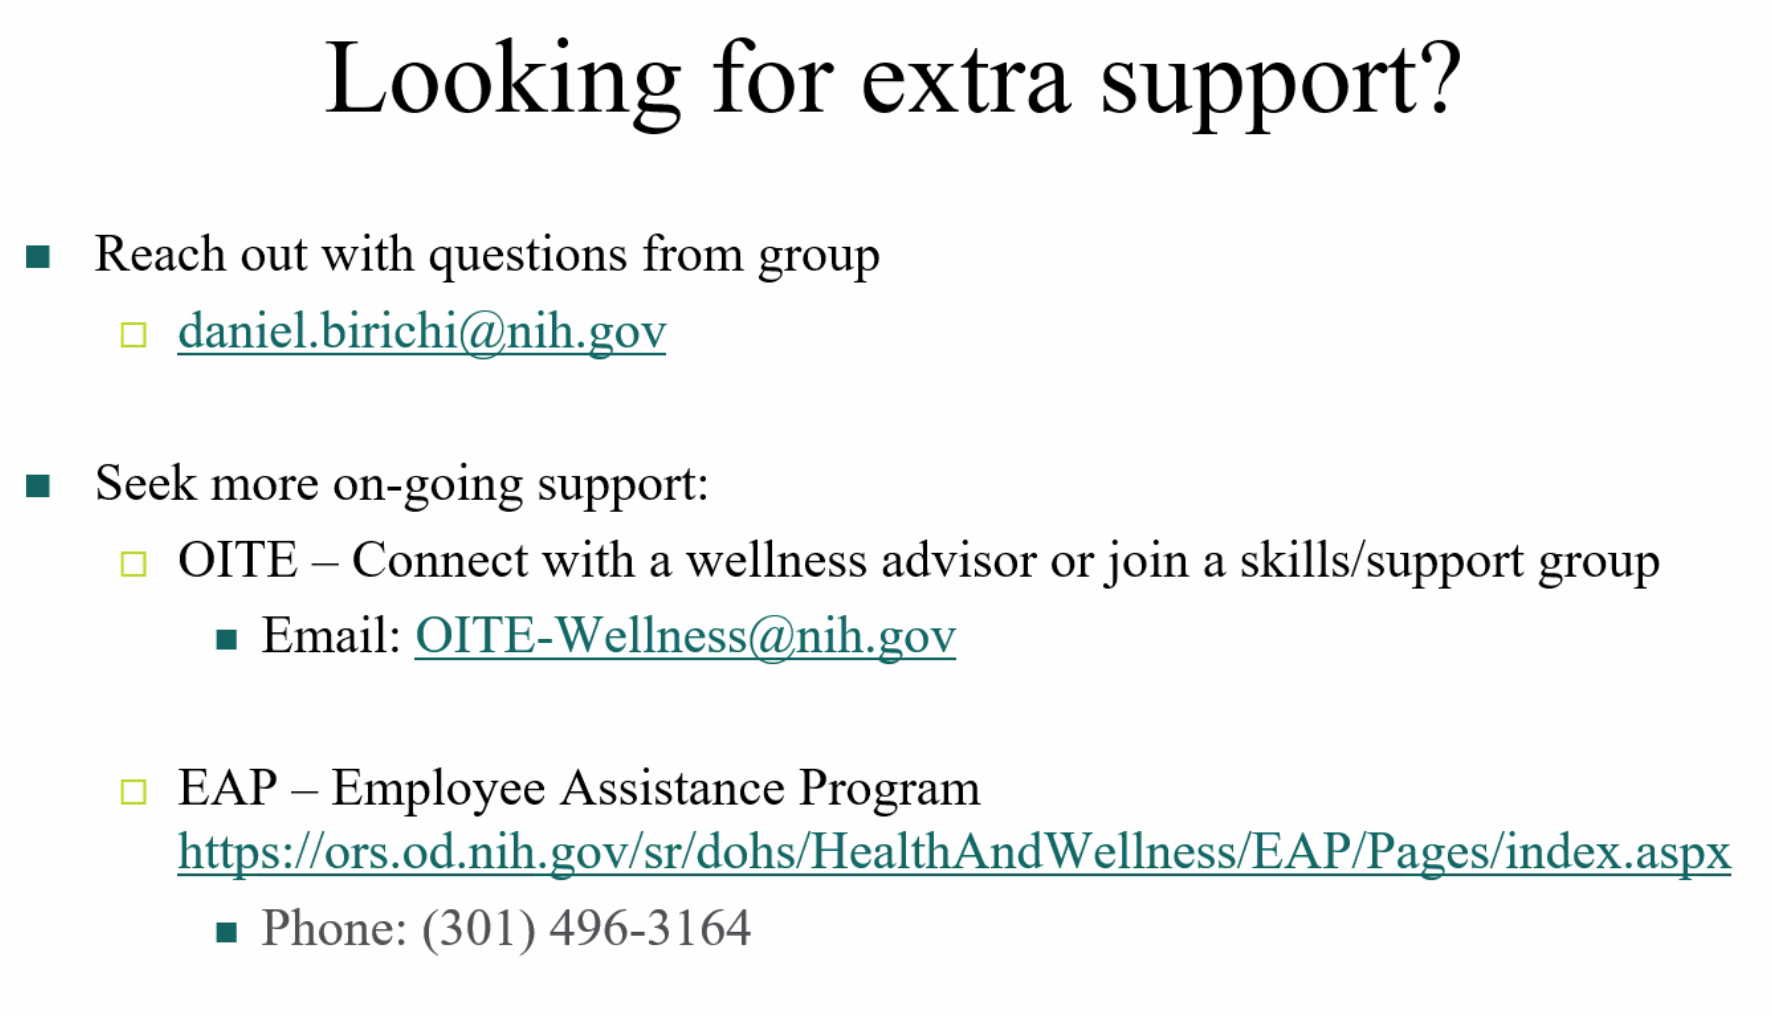 Looking for extra support?
Reach out with questions from group
daniel.birichi@nih.gov
Seek more on-going support:
OITE – Connect with a wellness advisor or join a skills/support group
Email: OITE-Wellness@nih.gov
EAP – Employee Assistance Program
https://ors.od.nih.gov/sr/dohs/HealthAndWellness/EAP/Pages/index.aspx
Phone: (301) 496-3164